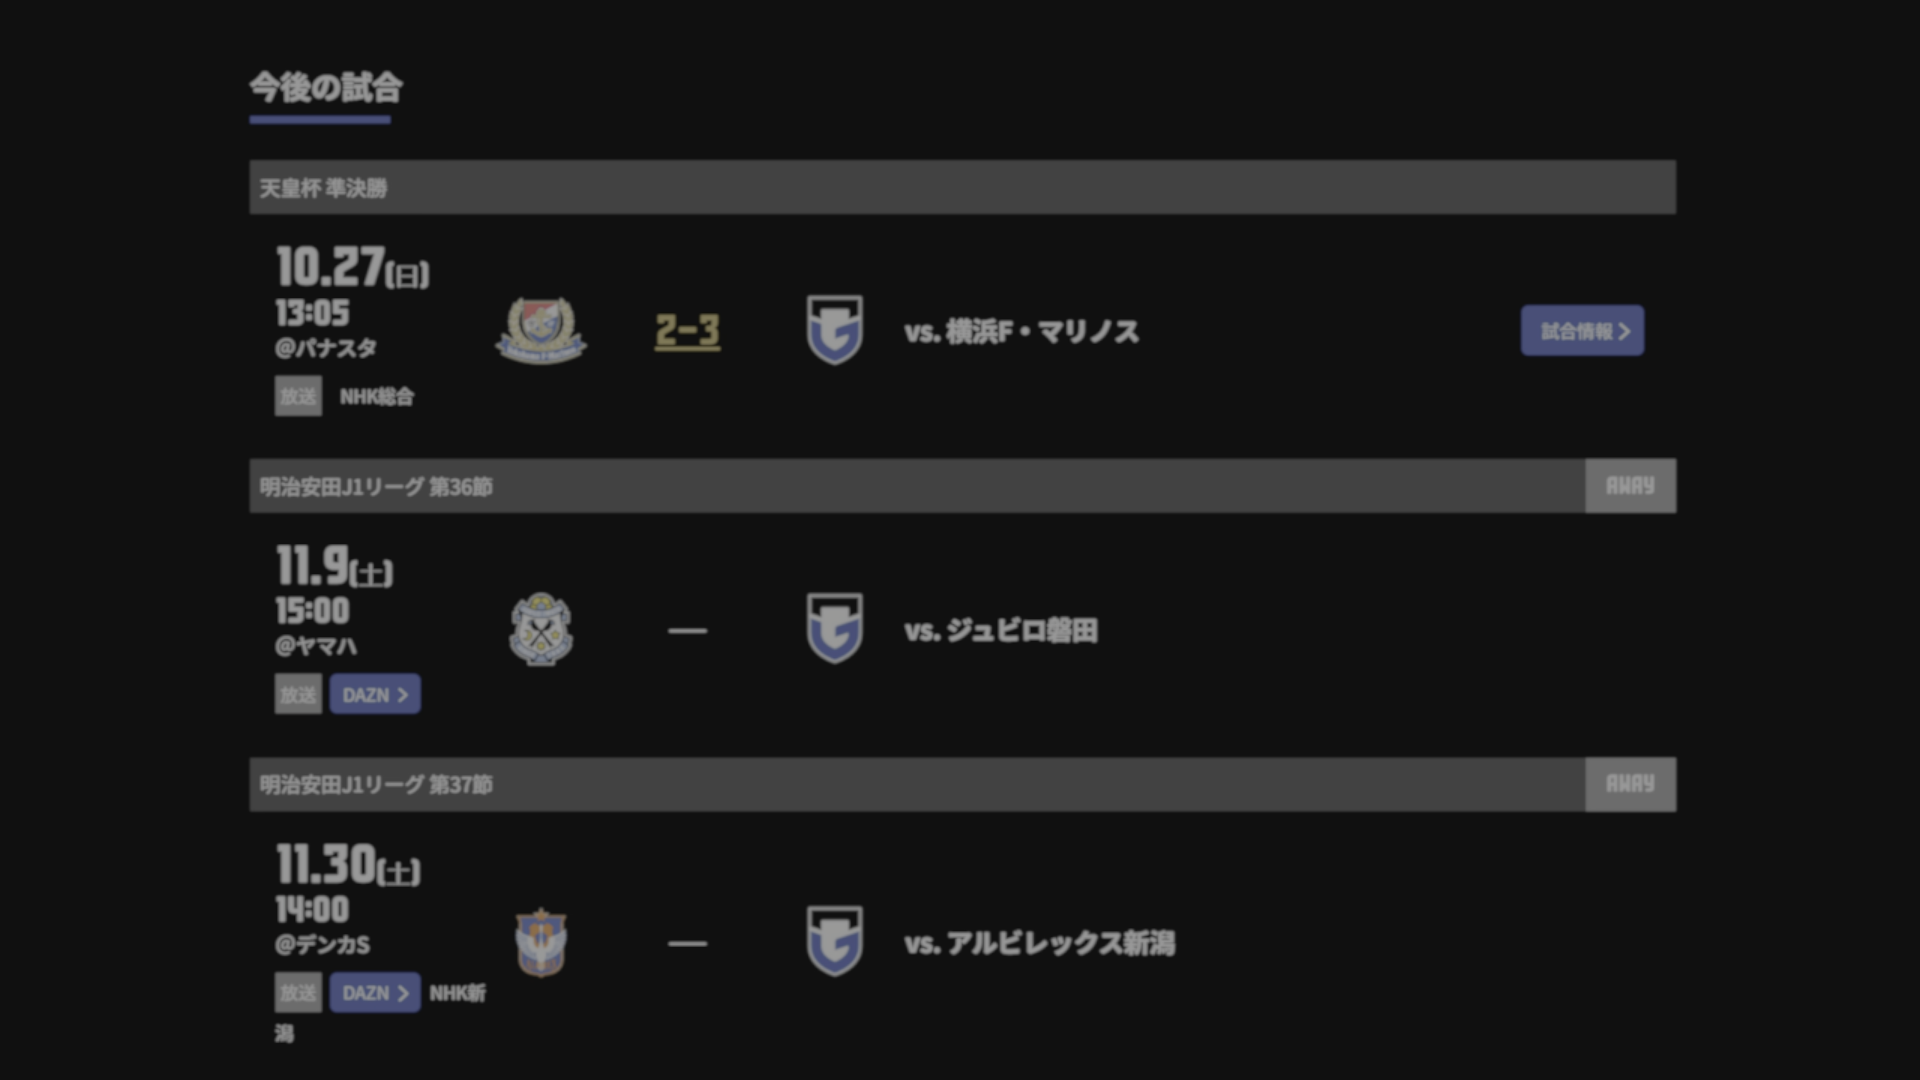 今後の試合
天皇杯 準決勝
10.27(日)
13:05
@パナスタ
放送 NHK総合
2-3
vs. 横浜F・マリノス
試合情報
明治安田J1リーグ 第36節
AWAY
11.9(土)
15:00
@ヤマハ
放送 DAZN
vs. ジュビロ磐田
明治安田J1リーグ 第37節
AWAY
11.30(土)
14:00
@デンカS
放送 DAZN NHK新
潟
vs. アルビレックス新潟